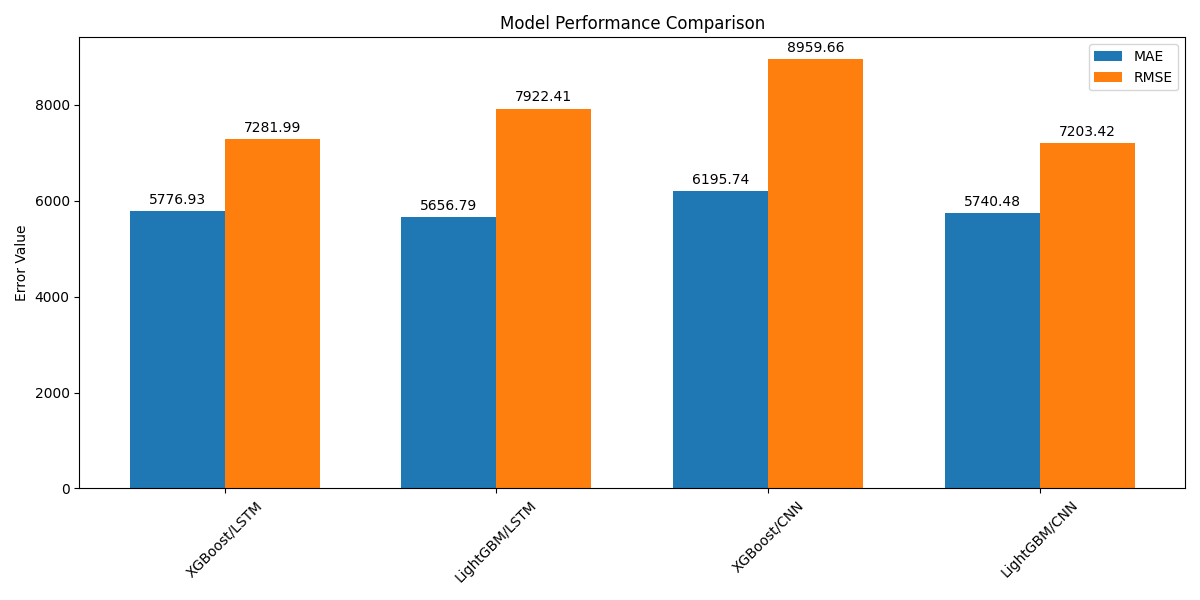 Model Performance Comparison
MAE
RMSE
Error Value
8000
6000
4000
2000
0
5776.93
7281.99
5656.79
7922.41
6195.74
8959.66
5740.48
7203.42
XGBoost/LSTM
LightGBM/LSTM
XGBoost/CNN
LightGBM/CNN